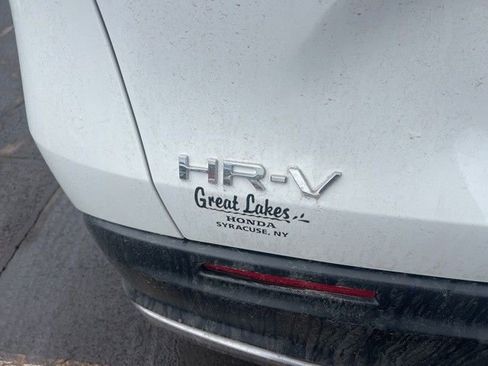 HR-V
Great Lakes
HONDA
SYRACUSE, NY